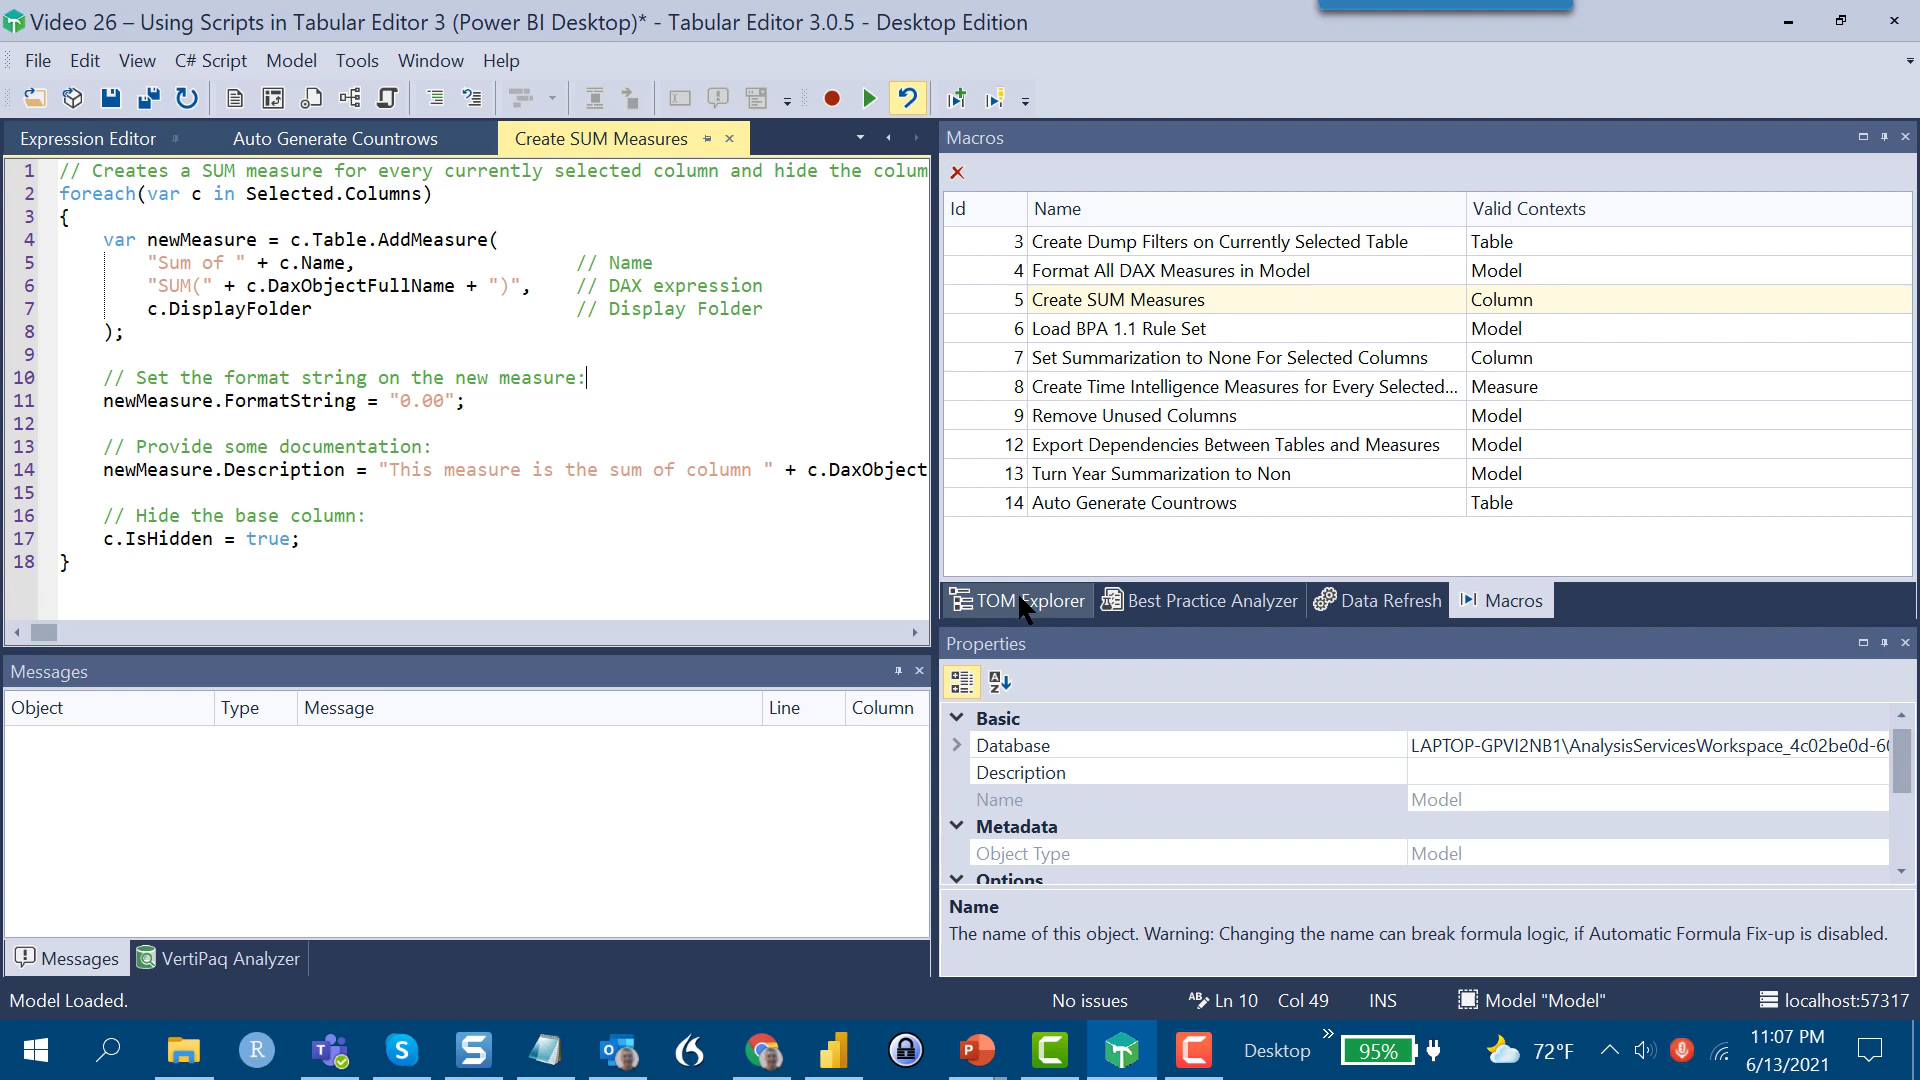 Video 26 – Using Scripts in Tabular Editor 3 (Power BI Desktop)* - Tabular Editor 3.0.5 - Desktop Edition
File Edit View C# Script Model Tools Window Help
Expression Editor Auto Generate Countrows Create SUM Measures
1 // Creates a SUM measure for every currently selected column and hide the colum
2 foreach(var c in Selected.Columns)
3 {
4 var newMeasure = c.Table.AddMeasure(
5 "Sum of " + c.Name, // Name
6 "SUM(" + c.DaxObjectFullName + ")", // DAX expression
7 c.DisplayFolder // Display Folder
8 );
9
10 // Set the format string on the new measure:
11 newMeasure.FormatString = "0.00";
12
13 // Provide some documentation:
14 newMeasure.Description = "This measure is the sum of column " + c.DaxObject
15
16 // Hide the base column:
17 c.IsHidden = true;
18 }
Macros
Id Name Valid Contexts
3 Create Dump Filters on Currently Selected Table Table
4 Format All DAX Measures in Model Model
5 Create SUM Measures Column
6 Load BPA 1.1 Rule Set Model
7 Set Summarization to None For Selected Columns Column
8 Create Time Intelligence Measures for Every Selected... Measure
9 Remove Unused Columns Model
12 Export Dependencies Between Tables and Measures Model
13 Turn Year Summarization to Non Model
14 Auto Generate Countrows Table
TOM Explorer Best Practice Analyzer Data Refresh Macros
Messages
Object Type Message Line Column
Messages VertiPaq Analyzer
Properties
Basic
Database LAPTOP-GPVI2NB1\AnalysisServicesWorkspace_4c02be0d-60
Description
Name Model
Metadata
Object Type Model
Options
Name
The name of this object. Warning: Changing the name can break formula logic, if Automatic Formula Fix-up is disabled.
Model Loaded. No issues Ln 10 Col 49 INS Model "Model" localhost:57317
Desktop 95% 72°F 11:07 PM
6/13/2021